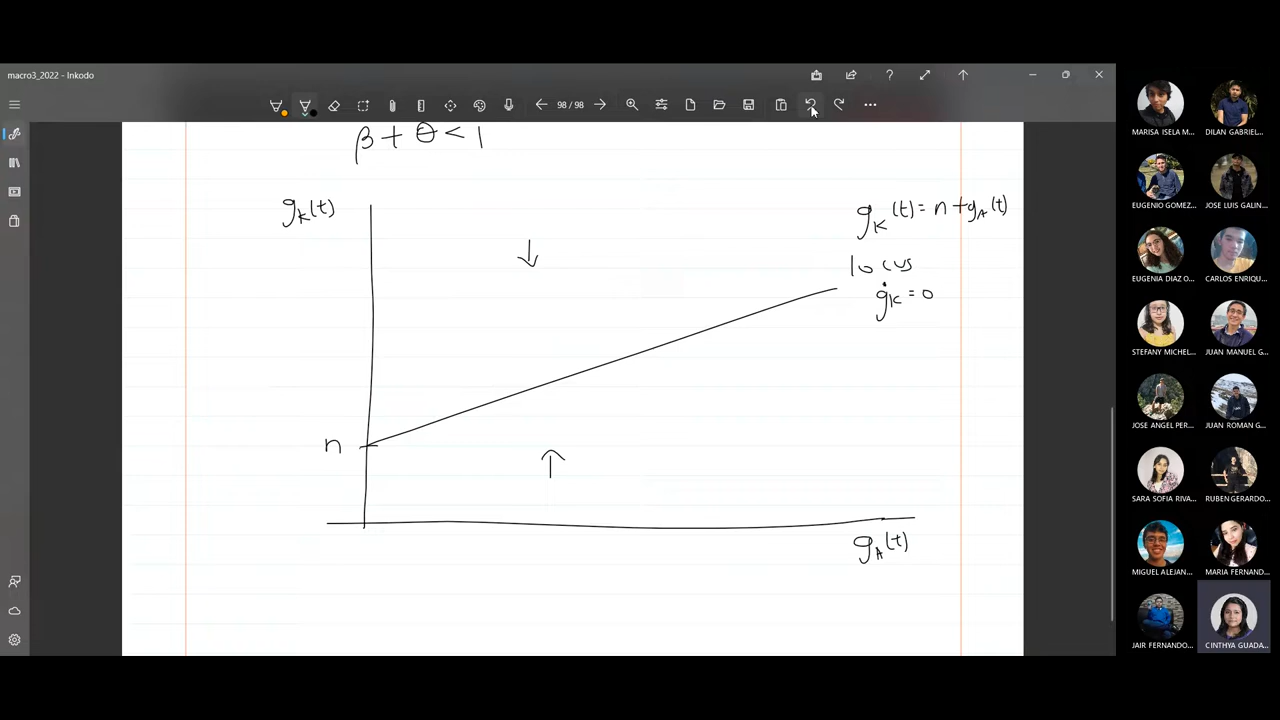 macro3_2022 - Inkodo
98 / 98
β + θ < 1
g_K(t)
g_K(t) = n + g_A(t)
locus
ġ_K = 0
n
g_A(t)
MARISA ISELA M...
DILAN GABRIEL...
EUGENIO GOMEZ...
JOSE LUIS GALIN...
EUGENIA DIAZ O...
CARLOS ENRIQU...
STEFANY MICHEL...
JUAN MANUEL G...
JOSE ANGEL PER...
JUAN ROMAN G...
SARA SOFIA RIVA...
RUBEN GERARDO...
MIGUEL ALEJAN...
MARIA FERNAND...
JAIR FERNANDO...
CINTHYA GUADA...